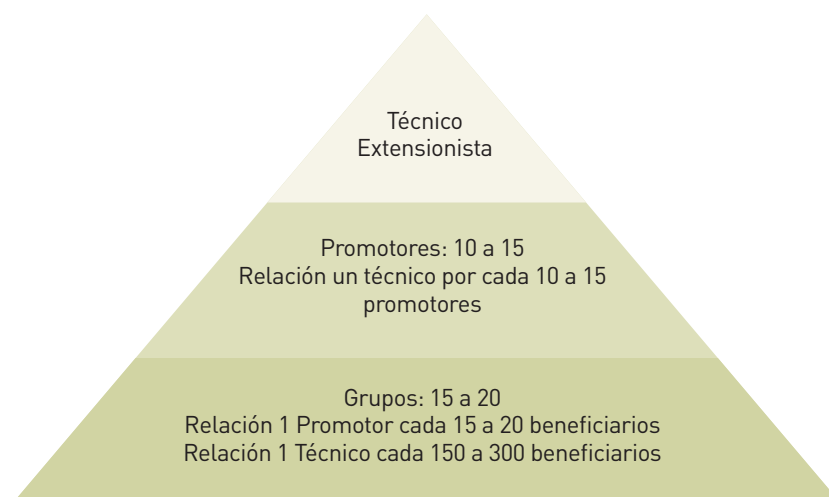 Técnico
Extensionista
Promotores: 10 a 15
Relación un técnico por cada 10 a 15
promotores
Grupos: 15 a 20
Relación 1 Promotor cada 15 a 20 beneficiarios
Relación 1 Técnico cada 150 a 300 beneficiarios